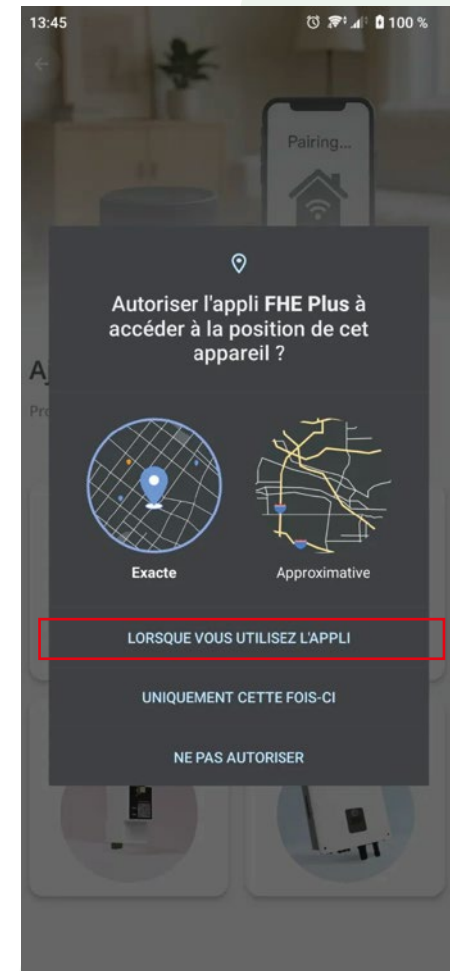 13:45
100 %
Pairing...
Autoriser l'appli FHE Plus à
accéder à la position de cet
appareil ?
Exacte
Approximative
LORSQUE VOUS UTILISEZ L'APPLI
UNIQUEMENT CETTE FOIS-CI
NE PAS AUTORISER